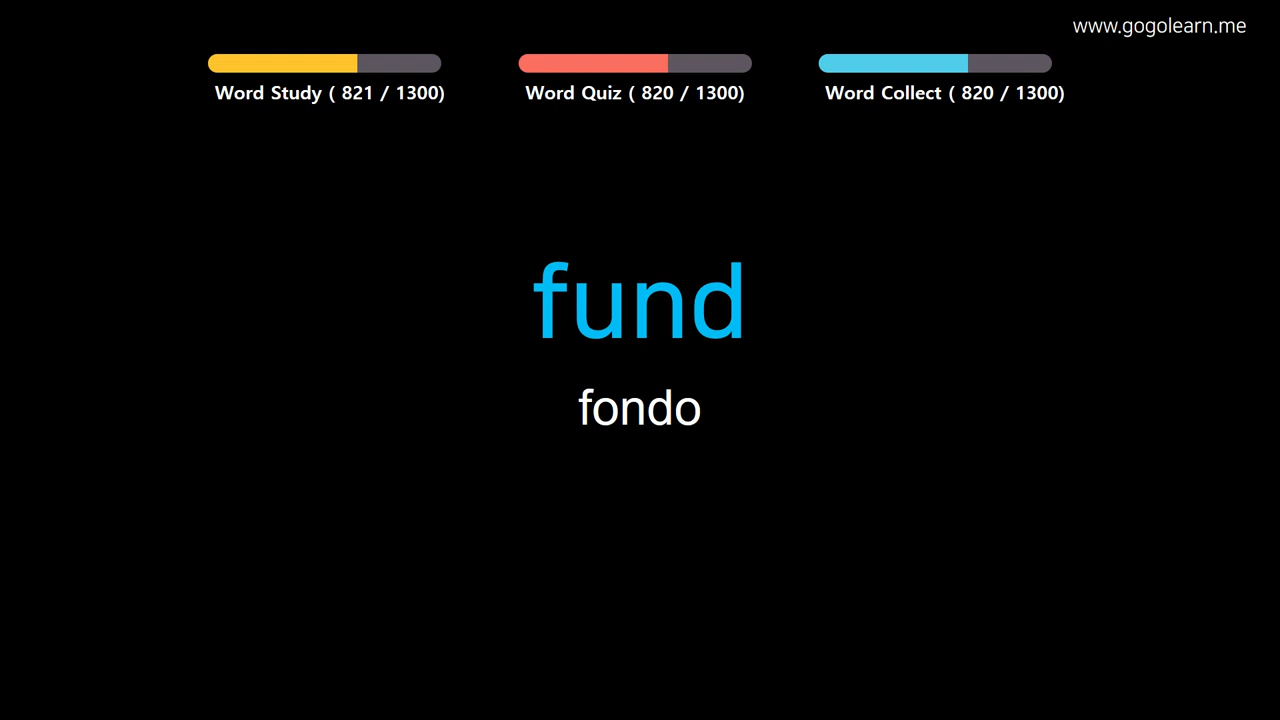 www.gogolearn.me
Word Study ( 821 / 1300)
Word Quiz ( 820 / 1300)
Word Collect ( 820 / 1300)
fund
fondo